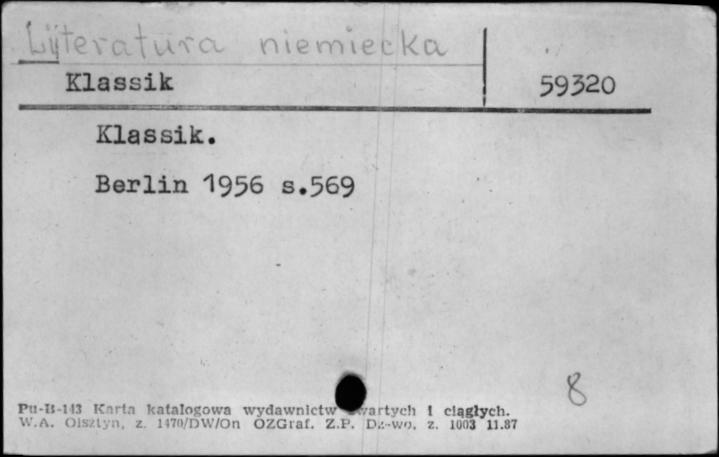 Literatura niemiecka
Klassik 59320
Klassik.
Berlin 1956 s.569
8
Pu-B-143 Karta katalogowa wydawnictw zwartych i ciągłych.
W.A. Olsztyn, z. 1470/DW/On OZGraf. Z.P. Dz-wo, z. 1003 11.87